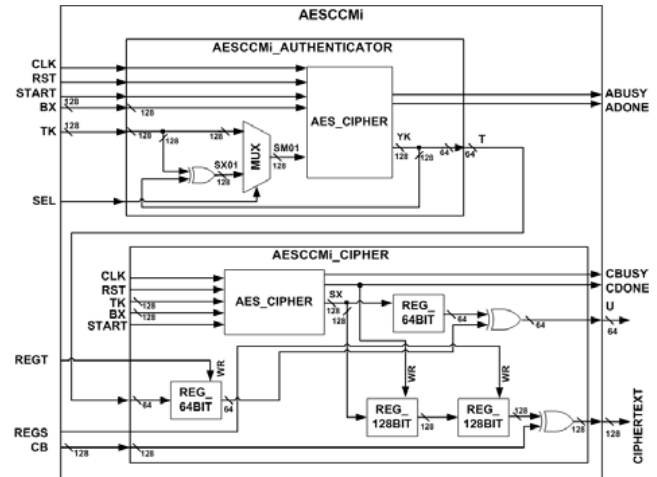 AESCCMi
AESCCMi_AUTHENTICATOR
CLK
RST
START
BX
128
128
TK
128
128
128
128
SX01
128
MUX
SM01
128
AES_CIPHER
YK
128
128
64
T
64
ABUSY
ADONE
SEL
AESCCMi_CIPHER
CLK
RST
TK
128
BX
128
START
AES_CIPHER
SX
128
128
REG_
64BIT
64
64
CBUSY
CDONE
U
64
REGT
WR
REG_
64BIT
64
64
WR
REG_
128BIT
128
WR
REG_
128BIT
128
128
128
CIPHERTEXT
REGS
CB
128
128